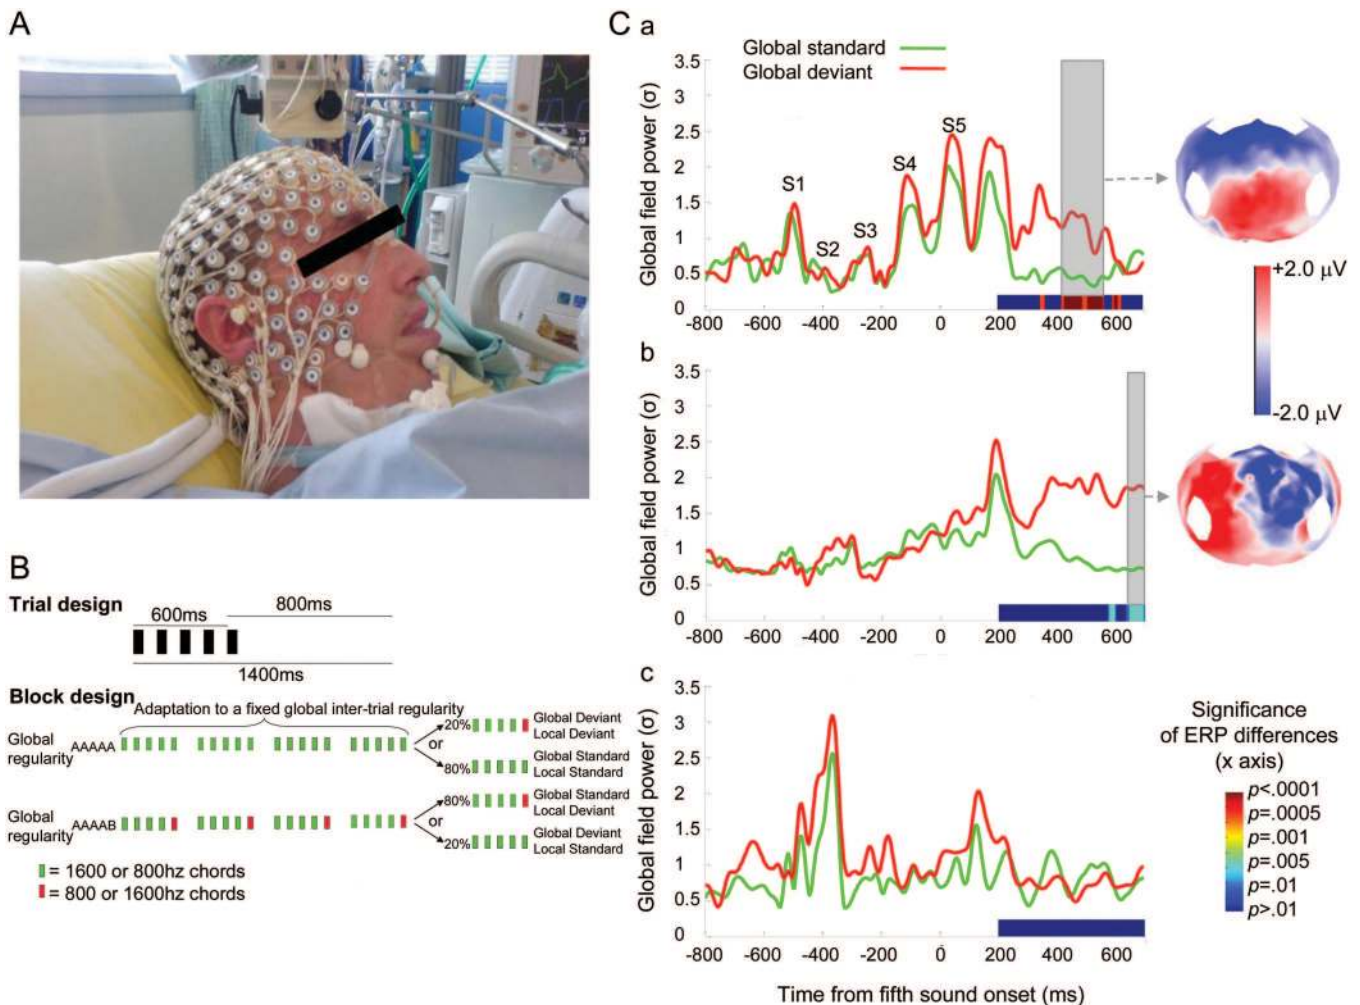 A
B
Trial design
800ms
600ms
1400ms
Block design
Adaptation to a fixed global inter-trial regularity
Global regularity AAAAA
20% Global Deviant
Local Deviant
or
80% Global Standard
Local Standard
Global regularity AAAAB
80% Global Standard
Local Deviant
or
20% Global Deviant
Local Standard
= 1600 or 800hz chords
= 800 or 1600hz chords
C a
Global standard
Global deviant
Global field power (σ)
3.5
3
2.5
2
1.5
1
0.5
0
S1
S2
S3
S4
S5
-800 -600 -400 -200 0 200 400 600
+2.0 µV
-2.0 µV
b
Global field power (σ)
3.5
3
2.5
2
1.5
1
0.5
0
-800 -600 -400 -200 0 200 400 600
c
Global field power (σ)
3.5
3
2.5
2
1.5
1
0.5
0
-800 -600 -400 -200 0 200 400 600
Time from fifth sound onset (ms)
Significance
of ERP differences
(x axis)
p<.0001
p=.0005
p=.001
p=.005
p=.01
p>.01